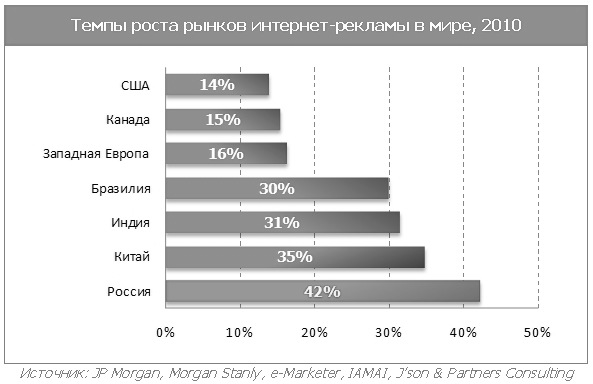 Темпы роста рынков интернет-рекламы в мире, 2010
США 14%
Канада 15%
Западная Европа 16%
Бразилия 30%
Индия 31%
Китай 35%
Россия 42%
0% 10% 20% 30% 40% 50%
Источник: JP Morgan, Morgan Stanly, e-Marketer, IAMAI, J'son & Partners Consulting